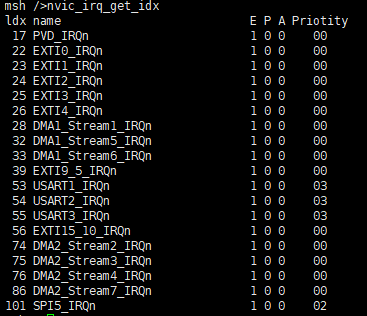 msh />nvic_irq_get_idx
ldx name E P A Priotity
17 PVD_IRQn 1 0 0 00
22 EXTI0_IRQn 1 0 0 00
23 EXTI1_IRQn 1 0 0 00
24 EXTI2_IRQn 1 0 0 00
25 EXTI3_IRQn 1 0 0 00
26 EXTI4_IRQn 1 0 0 00
28 DMA1_Stream1_IRQn 1 0 0 00
32 DMA1_Stream5_IRQn 1 0 0 00
33 DMA1_Stream6_IRQn 1 0 0 00
39 EXTI9_5_IRQn 1 0 0 00
53 USART1_IRQn 1 0 0 03
54 USART2_IRQn 1 0 0 03
55 USART3_IRQn 1 0 0 03
56 EXTI15_10_IRQn 1 0 0 00
74 DMA2_Stream2_IRQn 1 0 0 00
75 DMA2_Stream3_IRQn 1 0 0 00
76 DMA2_Stream4_IRQn 1 0 0 00
86 DMA2_Stream7_IRQn 1 0 0 00
101 SPI5_IRQn 1 0 0 02